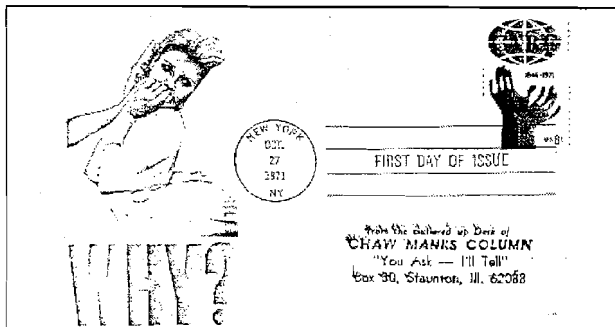 CARE
1946-1971
8¢
NEW YORK
OCT.
27
1971
NY
FIRST DAY OF ISSUE
From the Battered up Desk of
CHAW MANKS COLUMN
"You Ask — I'll Tell"
Box 30, Staunton, Ill. 62088
WHY?